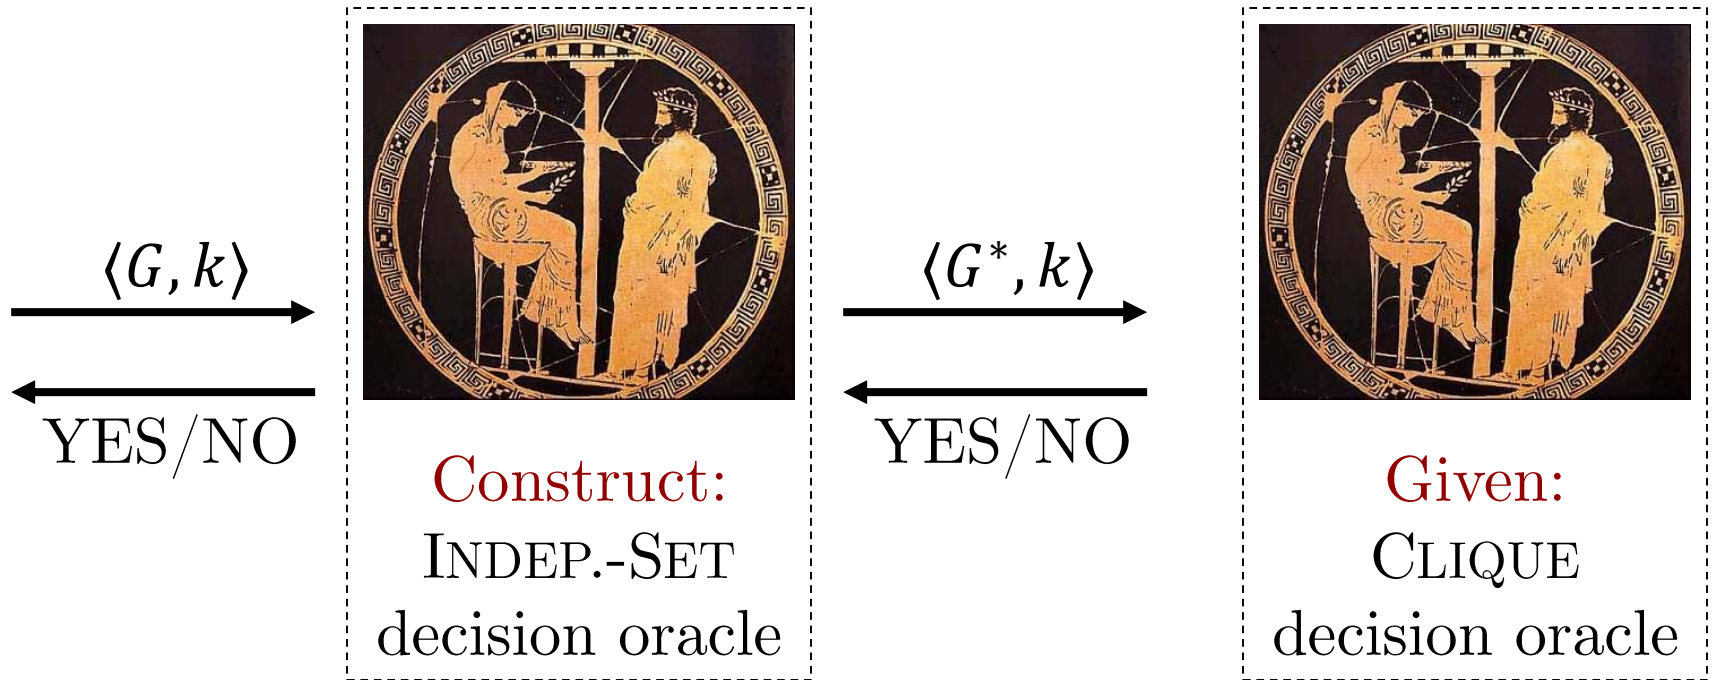 ⟨G, k⟩
YES/NO
Construct:
INDEP.-SET
decision oracle
⟨G*, k⟩
YES/NO
Given:
CLIQUE
decision oracle